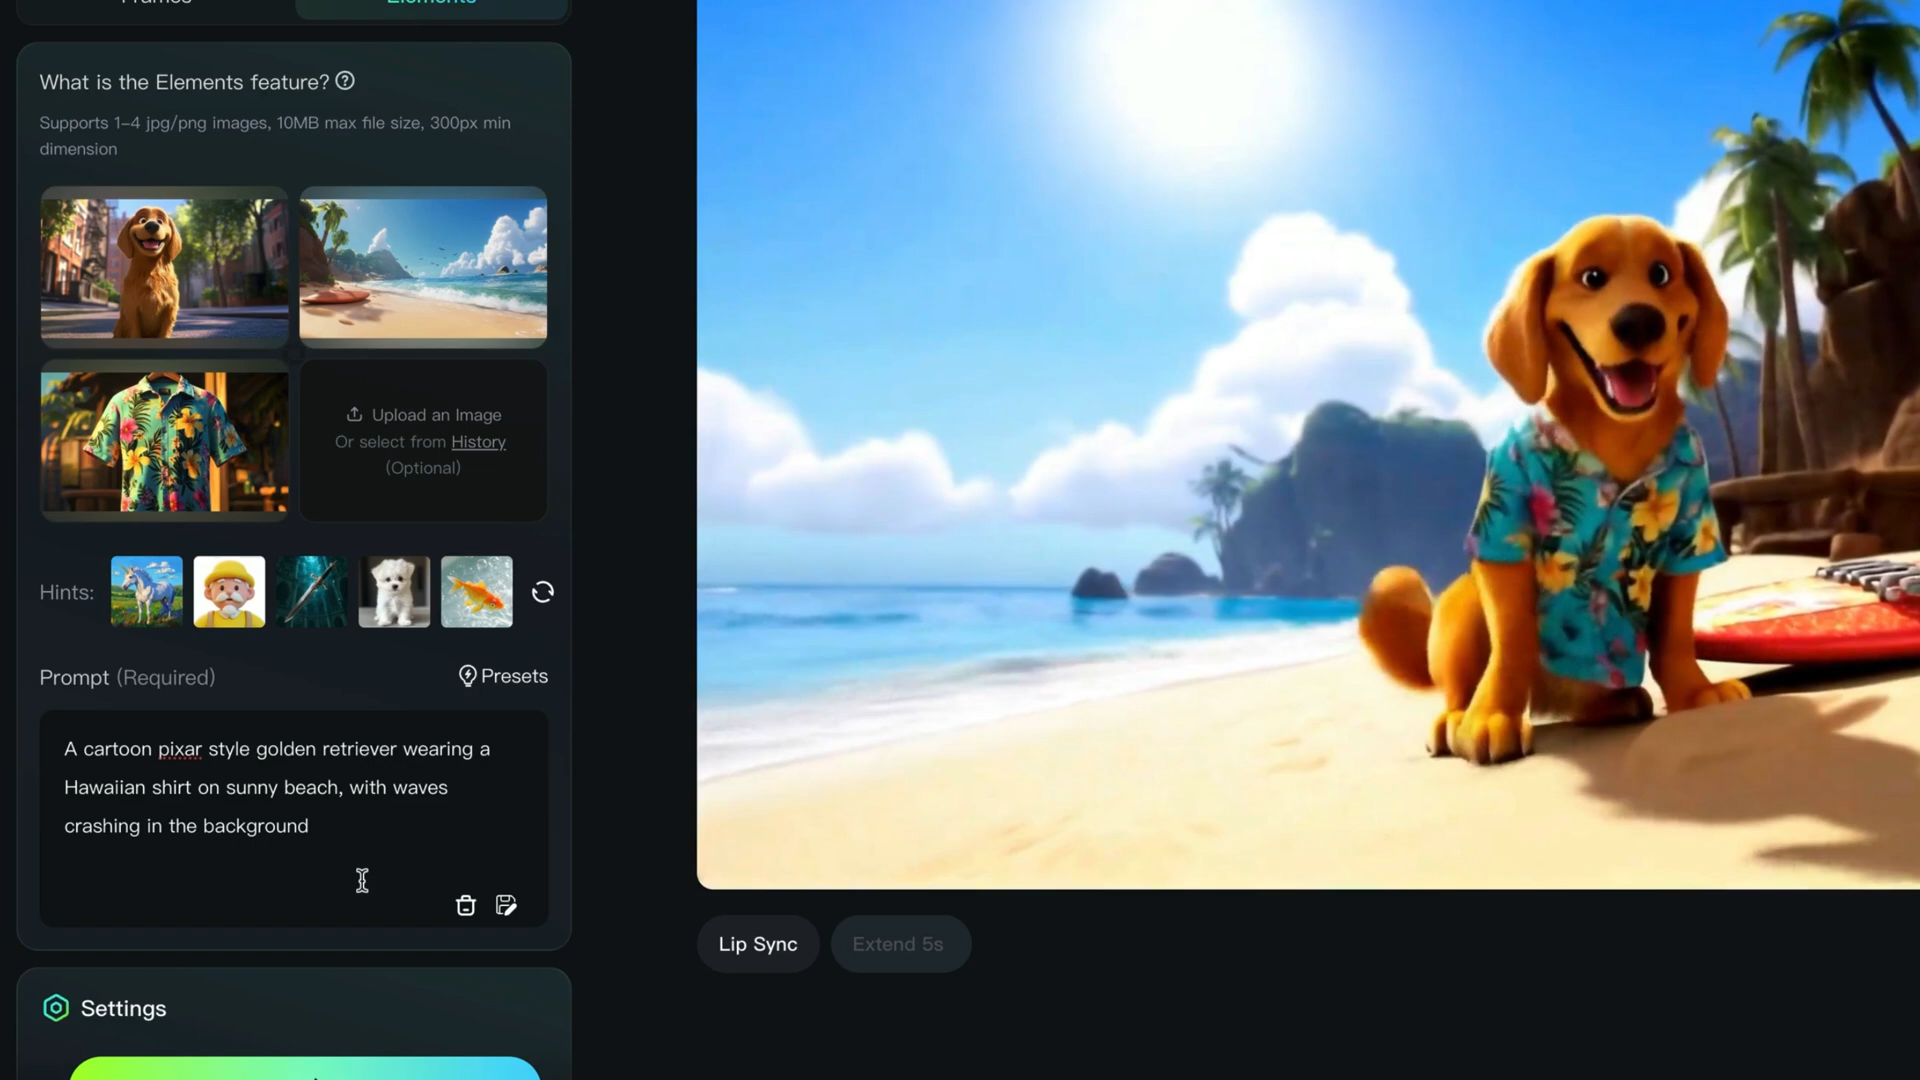 Frames
Elements
What is the Elements feature?
Supports 1–4 jpg/png images, 10MB max file size, 300px min
dimension
Upload an Image
Or select from History
(Optional)
Hints:
Prompt (Required)
Presets
A cartoon pixar style golden retriever wearing a
Hawaiian shirt on sunny beach, with waves
crashing in the background
Lip Sync
Extend 5s
Settings